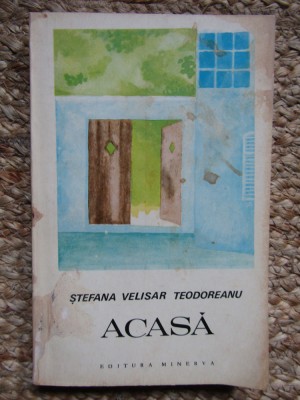 ȘTEFANA VELISAR TEODOREANU
ACASĂ
EDITURA MINERVA